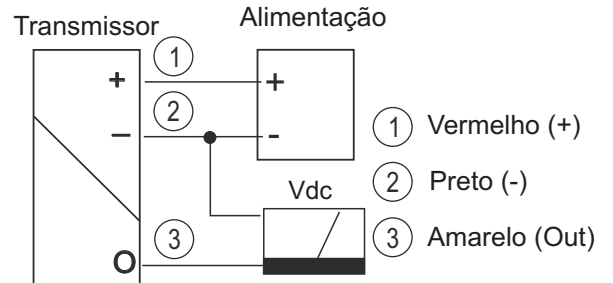 Transmissor
Alimentação
1
+
+
2
–
-
Vdc
3
O
1 Vermelho (+)
2 Preto (-)
3 Amarelo (Out)